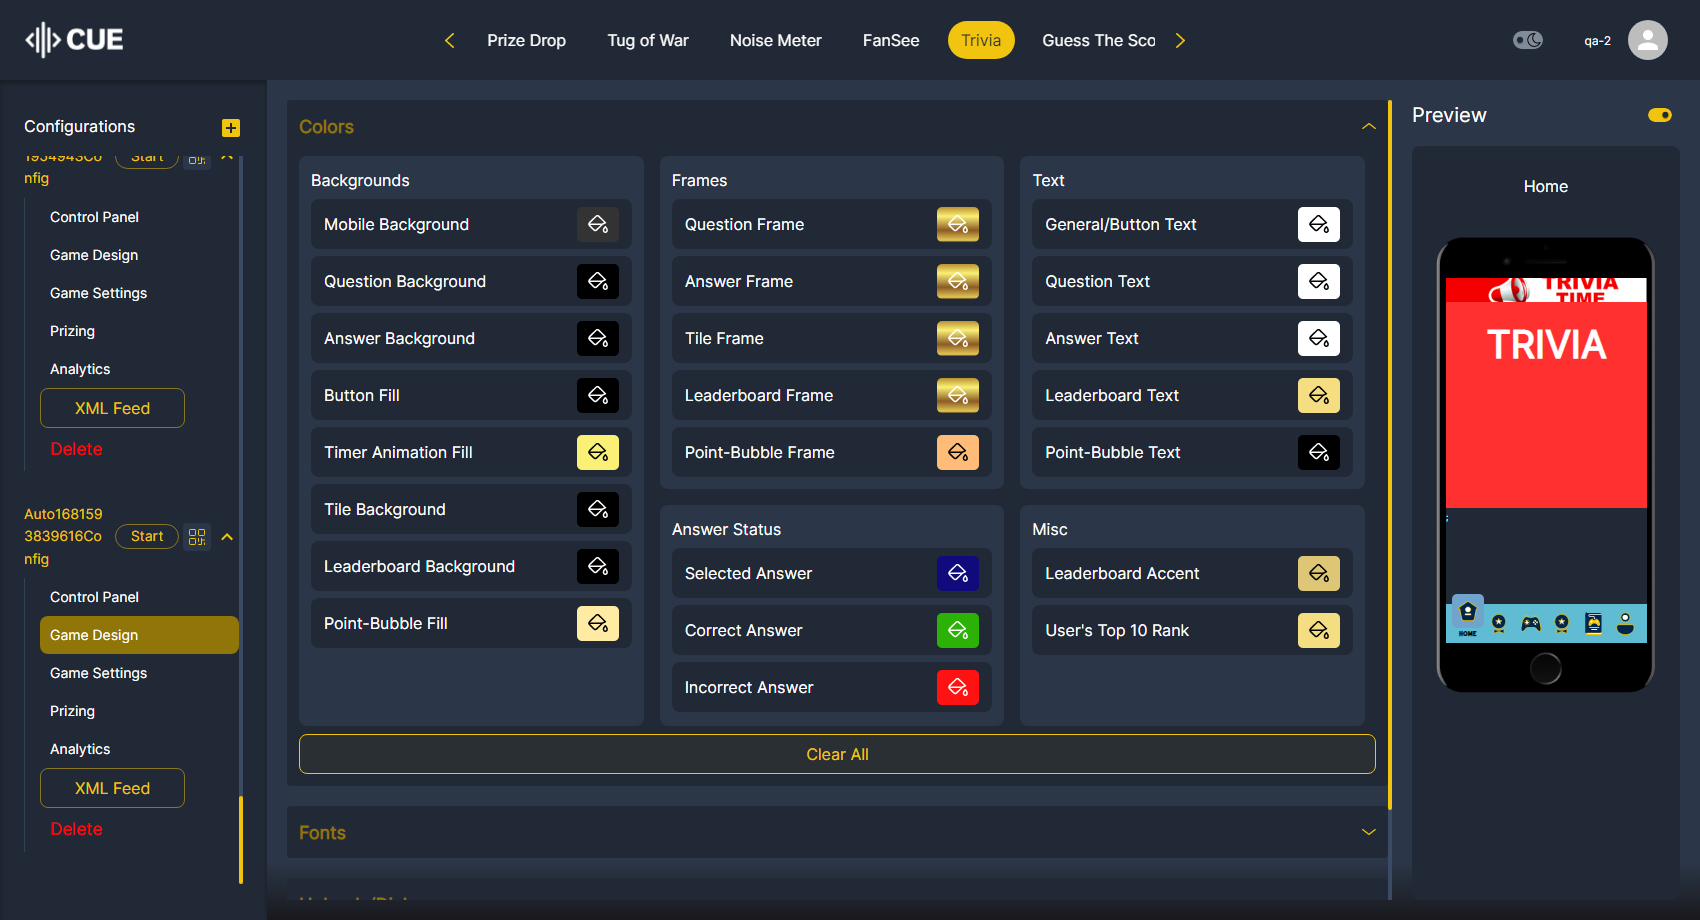 CUE
Prize Drop
Tug of War
Noise Meter
FanSee
Trivia
Guess The Sco
qa-2
Configurations
1954943Co
nfig
Start
Control Panel
Game Design
Game Settings
Prizing
Analytics
XML Feed
Delete
Auto168159
3839616Co
nfig
Start
Control Panel
Game Design
Game Settings
Prizing
Analytics
XML Feed
Delete
Colors
Backgrounds
Mobile Background
Question Background
Answer Background
Button Fill
Timer Animation Fill
Tile Background
Leaderboard Background
Point-Bubble Fill
Frames
Question Frame
Answer Frame
Tile Frame
Leaderboard Frame
Point-Bubble Frame
Text
General/Button Text
Question Text
Answer Text
Leaderboard Text
Point-Bubble Text
Answer Status
Selected Answer
Correct Answer
Incorrect Answer
Misc
Leaderboard Accent
User's Top 10 Rank
Clear All
Fonts
Preview
Home
TRIVIA
TIME
TRIVIA
HOME